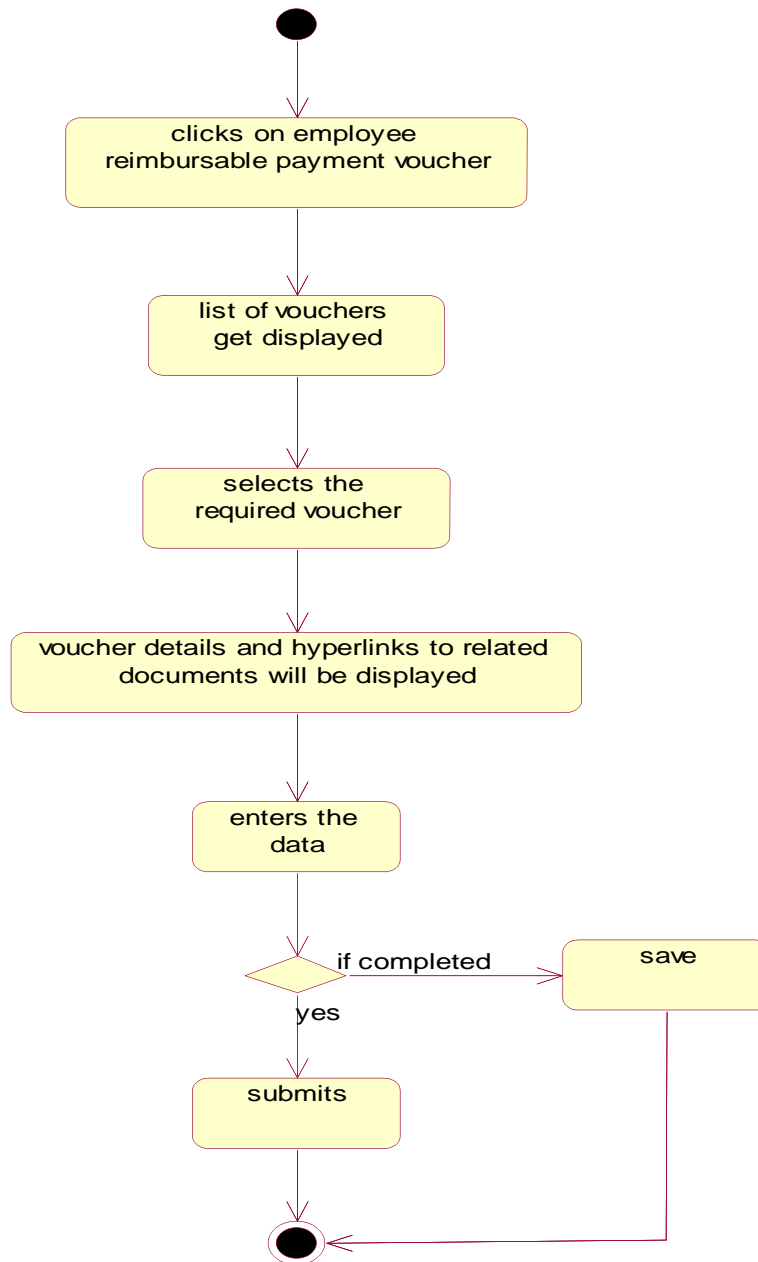 clicks on employee
reimbursable payment voucher
list of vouchers
get displayed
selects the
required voucher
voucher details and hyperlinks to related
documents will be displayed
enters the
data
if completed
save
yes
submits